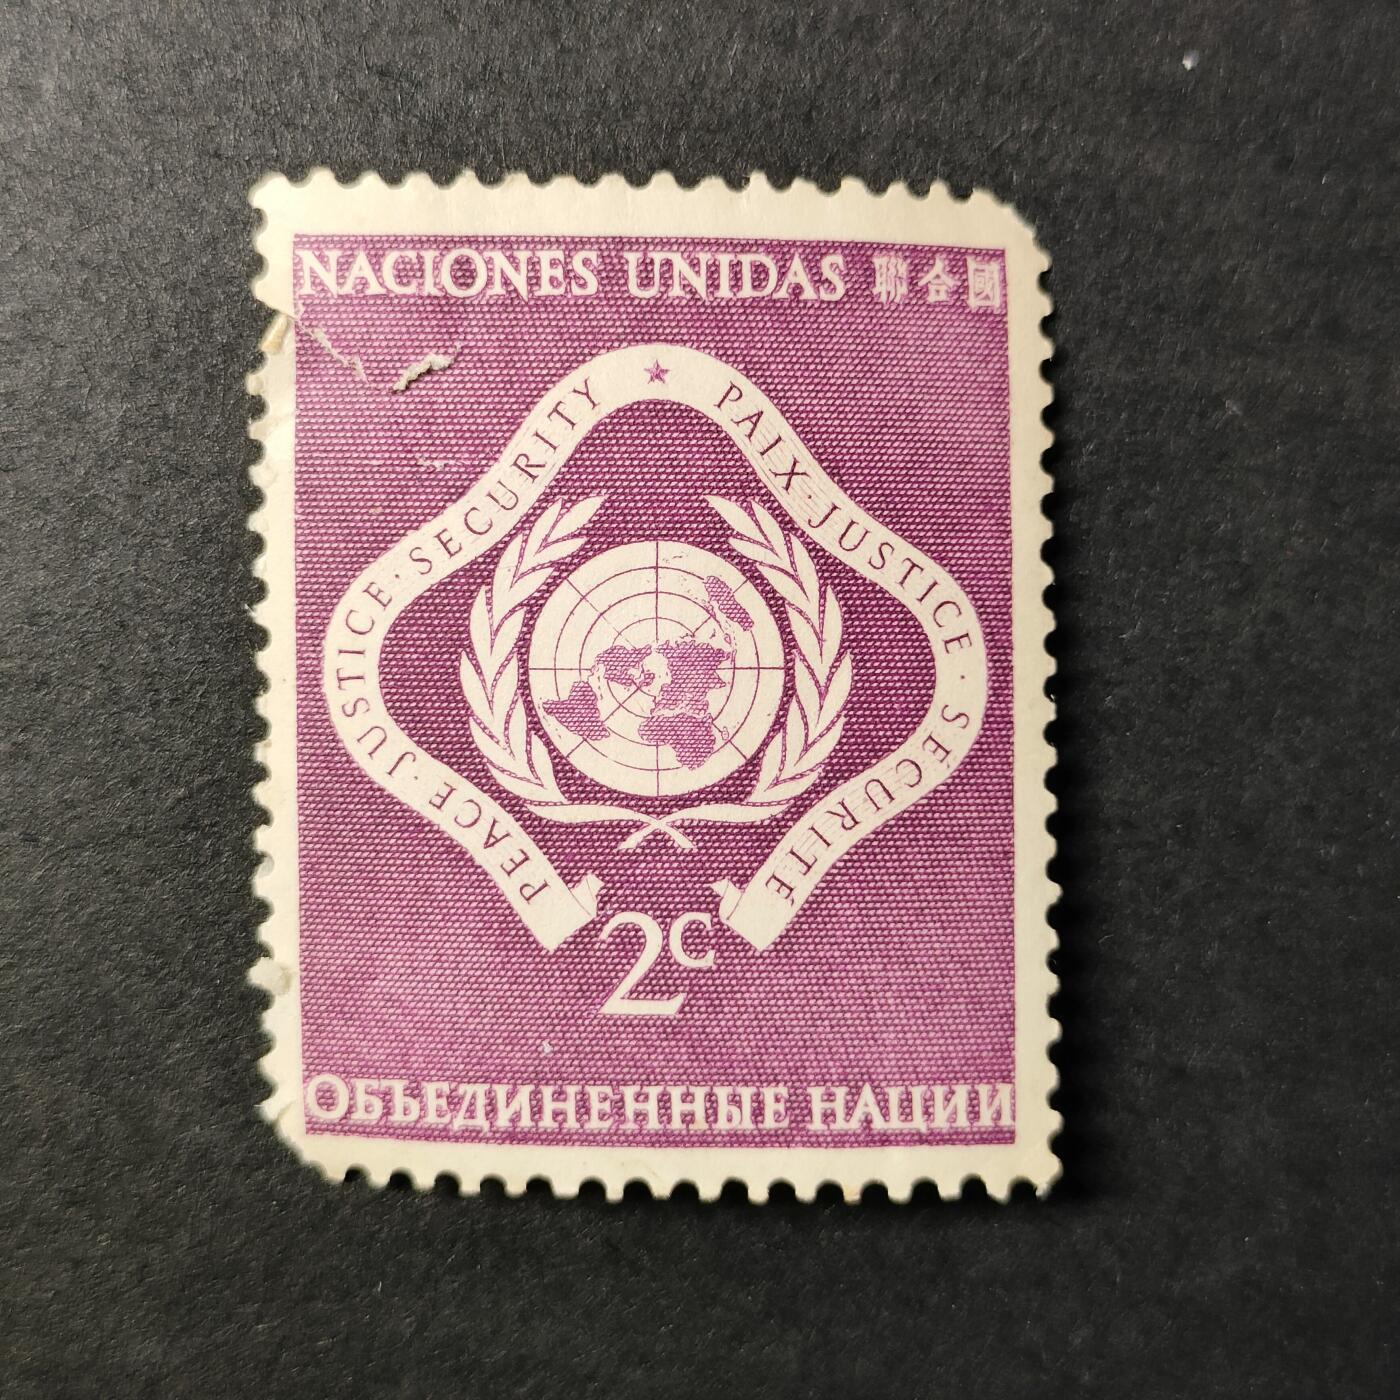 NACIONES UNIDAS 聯合國
PEACE · JUSTICE · SECURITY ★ PAIX · JUSTICE · SECURITE
2c
ОБЪЕДИНЕННЫЕ НАЦИИ